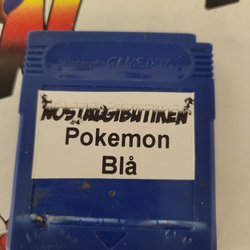 Nintendo GAME BOY
NOSTALGIBUTIKEN
Pokemon
Blå